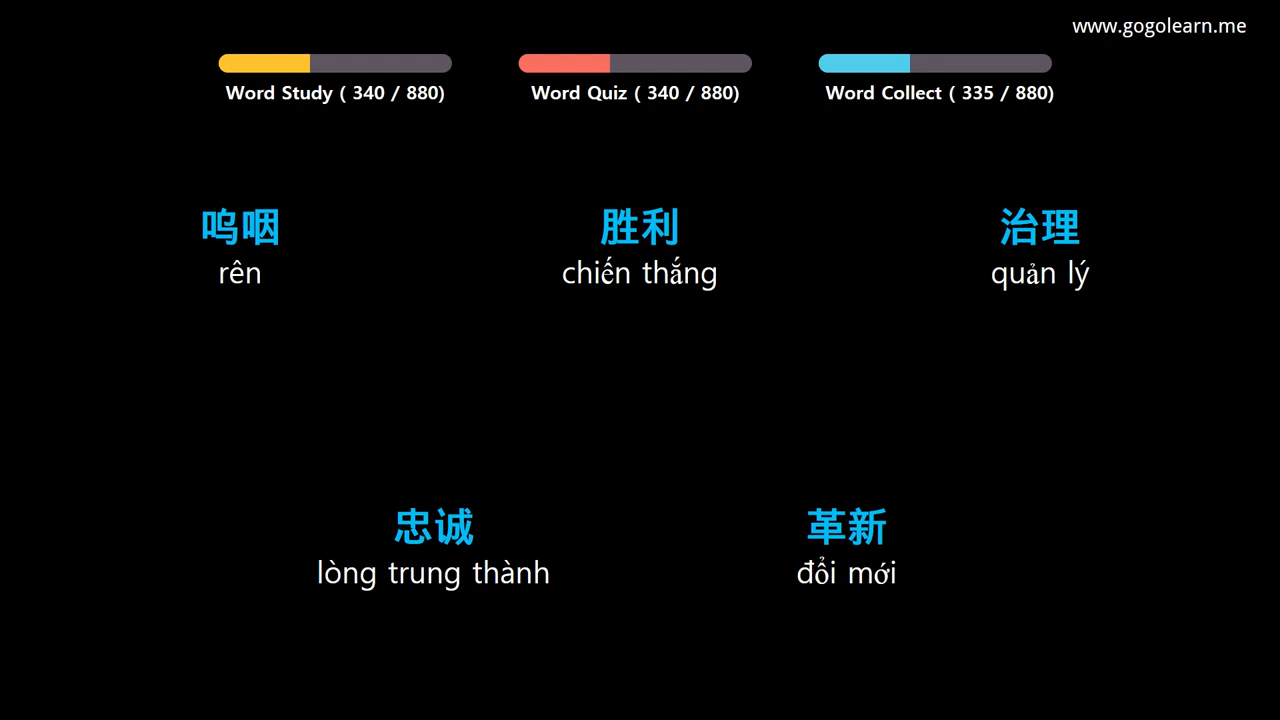 www.gogolearn.me
Word Study ( 340 / 880)
Word Quiz ( 340 / 880)
Word Collect ( 335 / 880)
呜咽
rên
胜利
chiến thắng
治理
quản lý
忠诚
lòng trung thành
革新
đổi mới